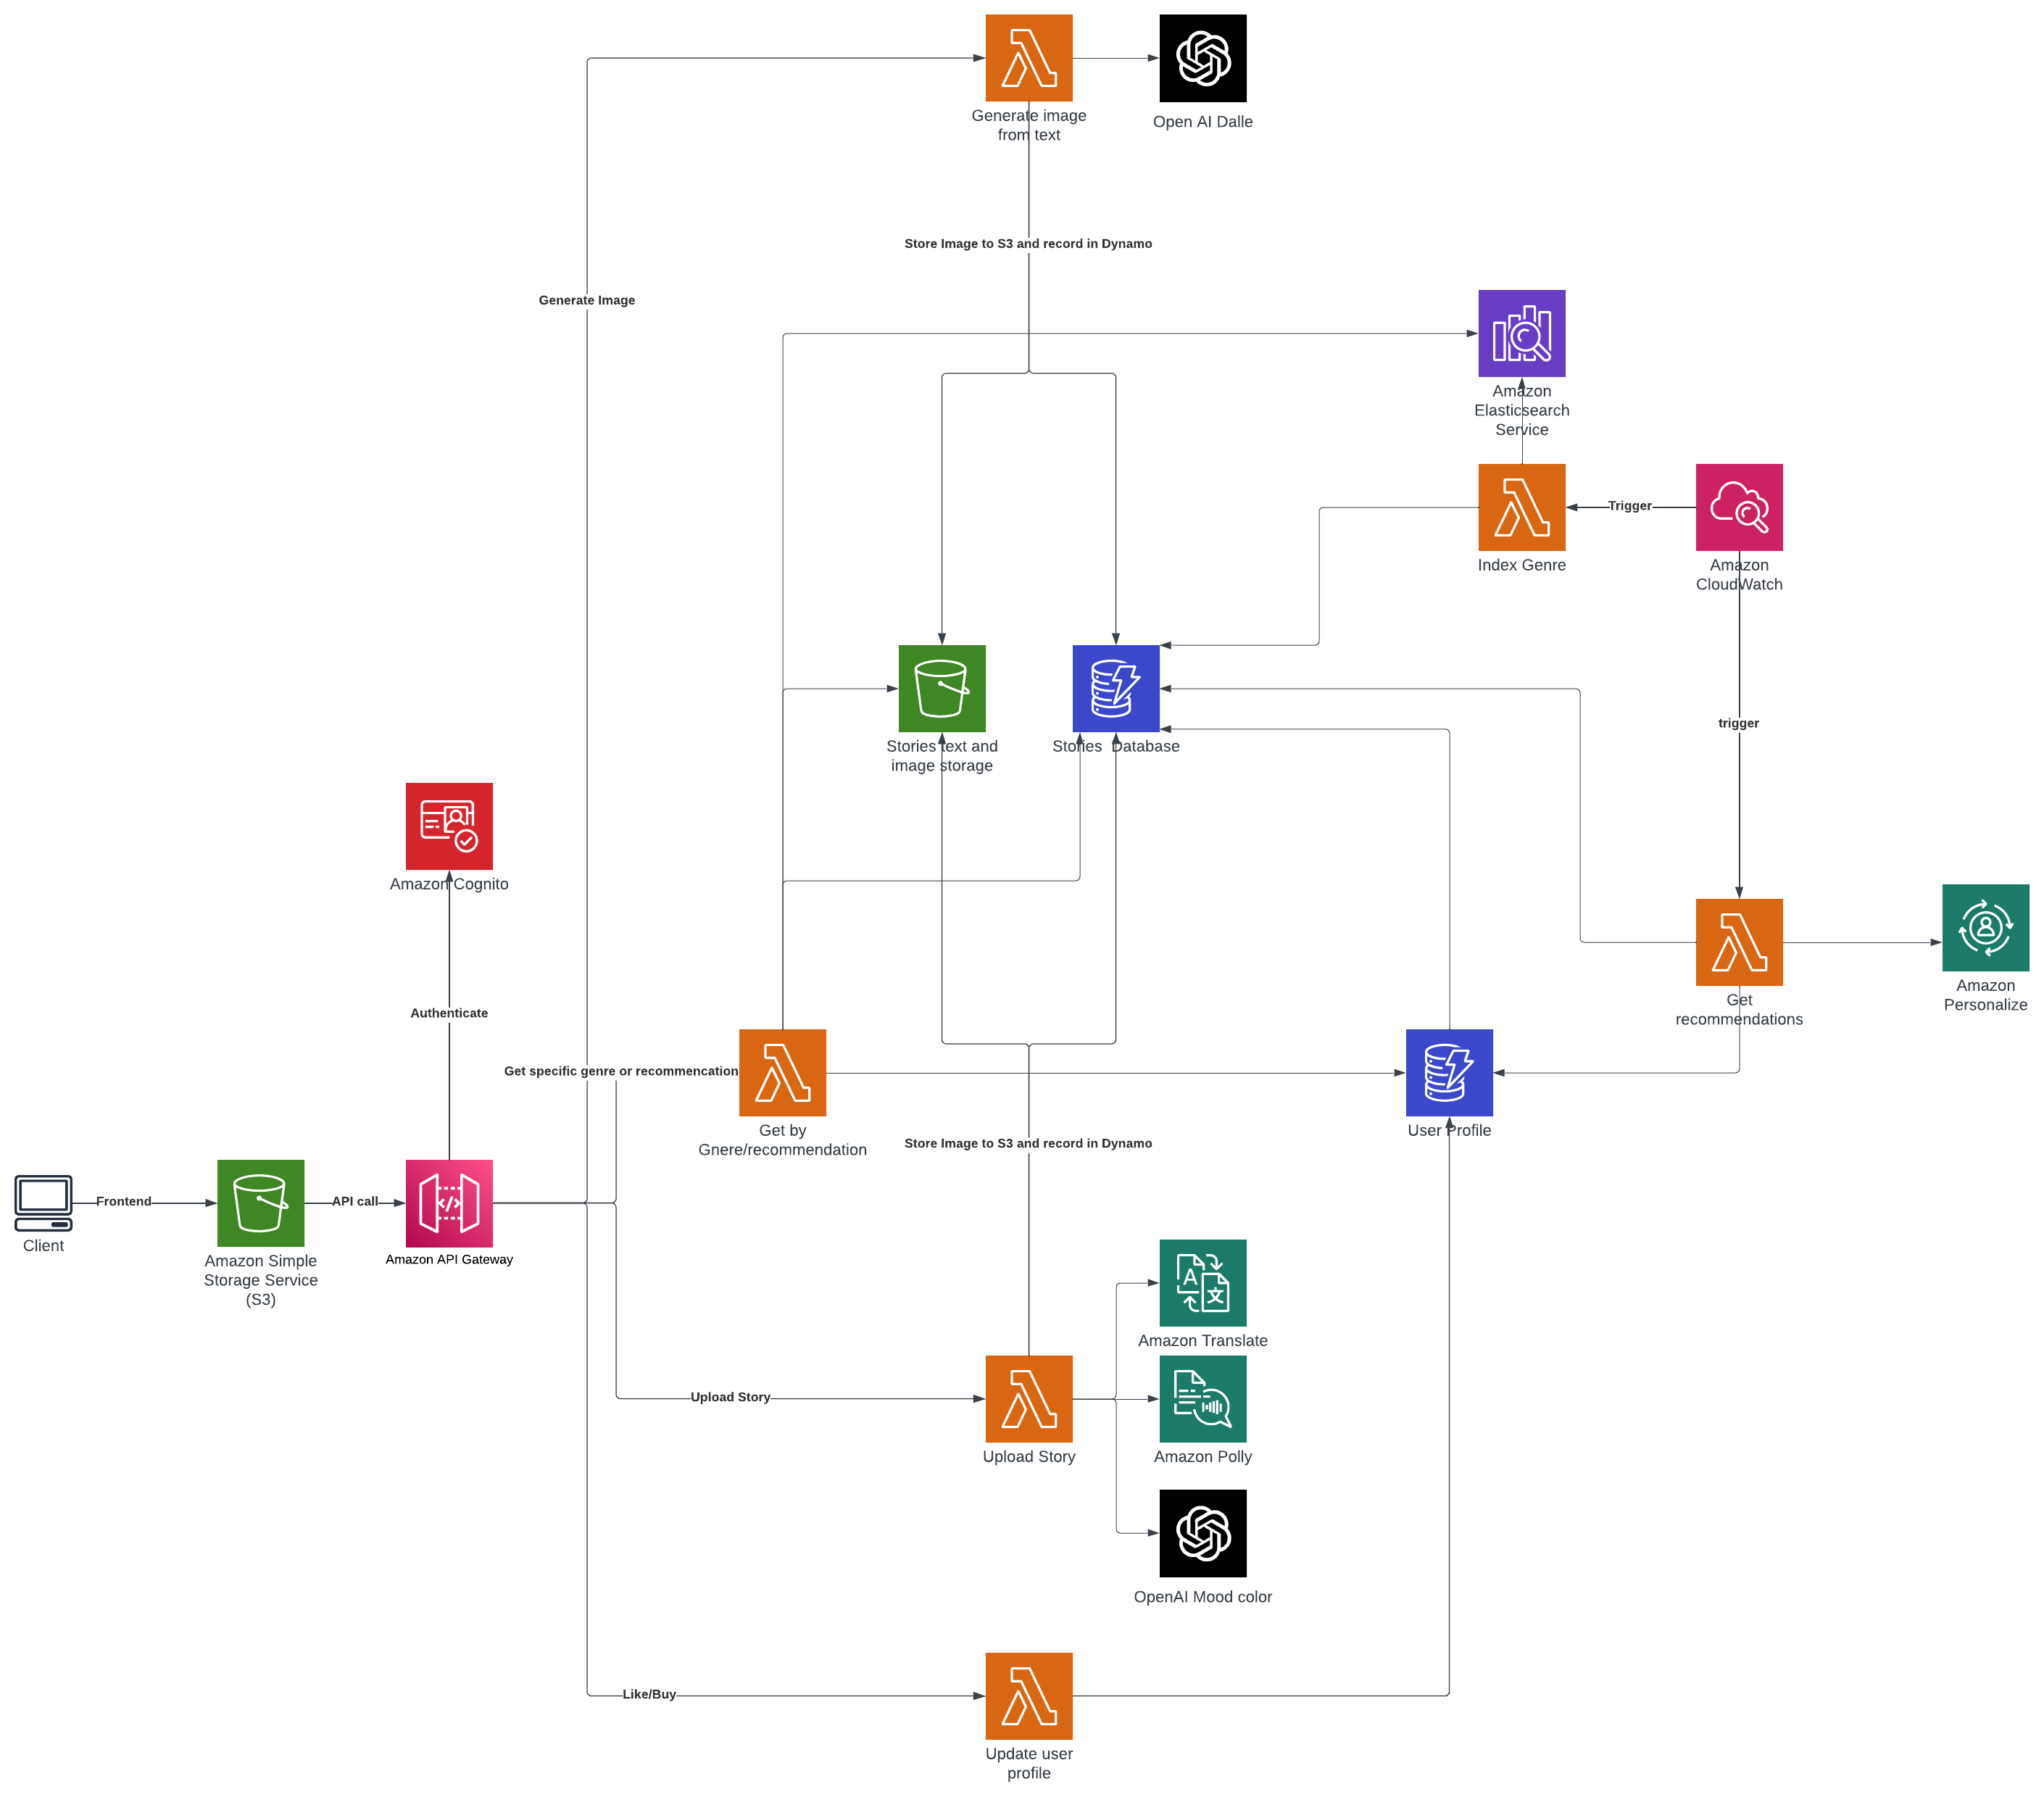 Generate image
from text
Open AI Dalle
Store Image to S3 and record in Dynamo
Generate Image
Amazon
Elasticsearch
Service
Trigger
Index Genre
Amazon
CloudWatch
trigger
Stories text and
image storage
Stories Database
Amazon Cognito
Authenticate
Get
recommendations
Amazon
Personalize
Get specific genre or recommencation
Get by
Gnere/recommendation
User Profile
Store Image to S3 and record in Dynamo
Frontend
API call
Client
Amazon Simple
Storage Service
(S3)
Amazon API Gateway
Amazon Translate
Upload Story
Upload Story
Amazon Polly
OpenAI Mood color
Like/Buy
Update user
profile